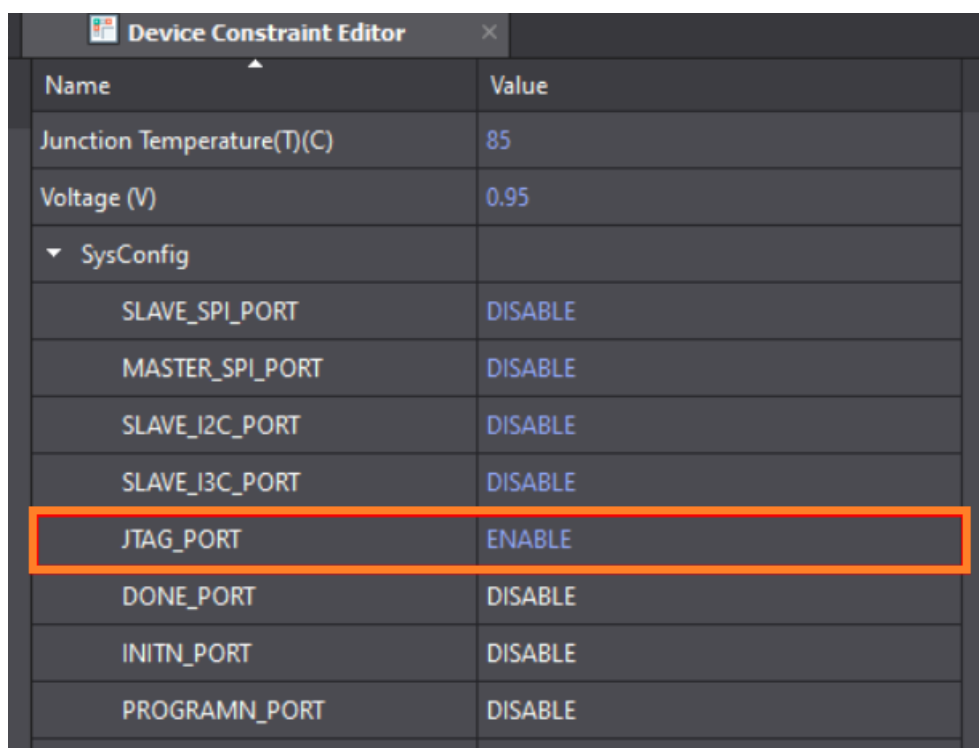 Device Constraint Editor
Name Value
Junction Temperature(T)(C) 85
Voltage (V) 0.95
SysConfig
SLAVE_SPI_PORT DISABLE
MASTER_SPI_PORT DISABLE
SLAVE_I2C_PORT DISABLE
SLAVE_I3C_PORT DISABLE
JTAG_PORT ENABLE
DONE_PORT DISABLE
INITN_PORT DISABLE
PROGRAMN_PORT DISABLE